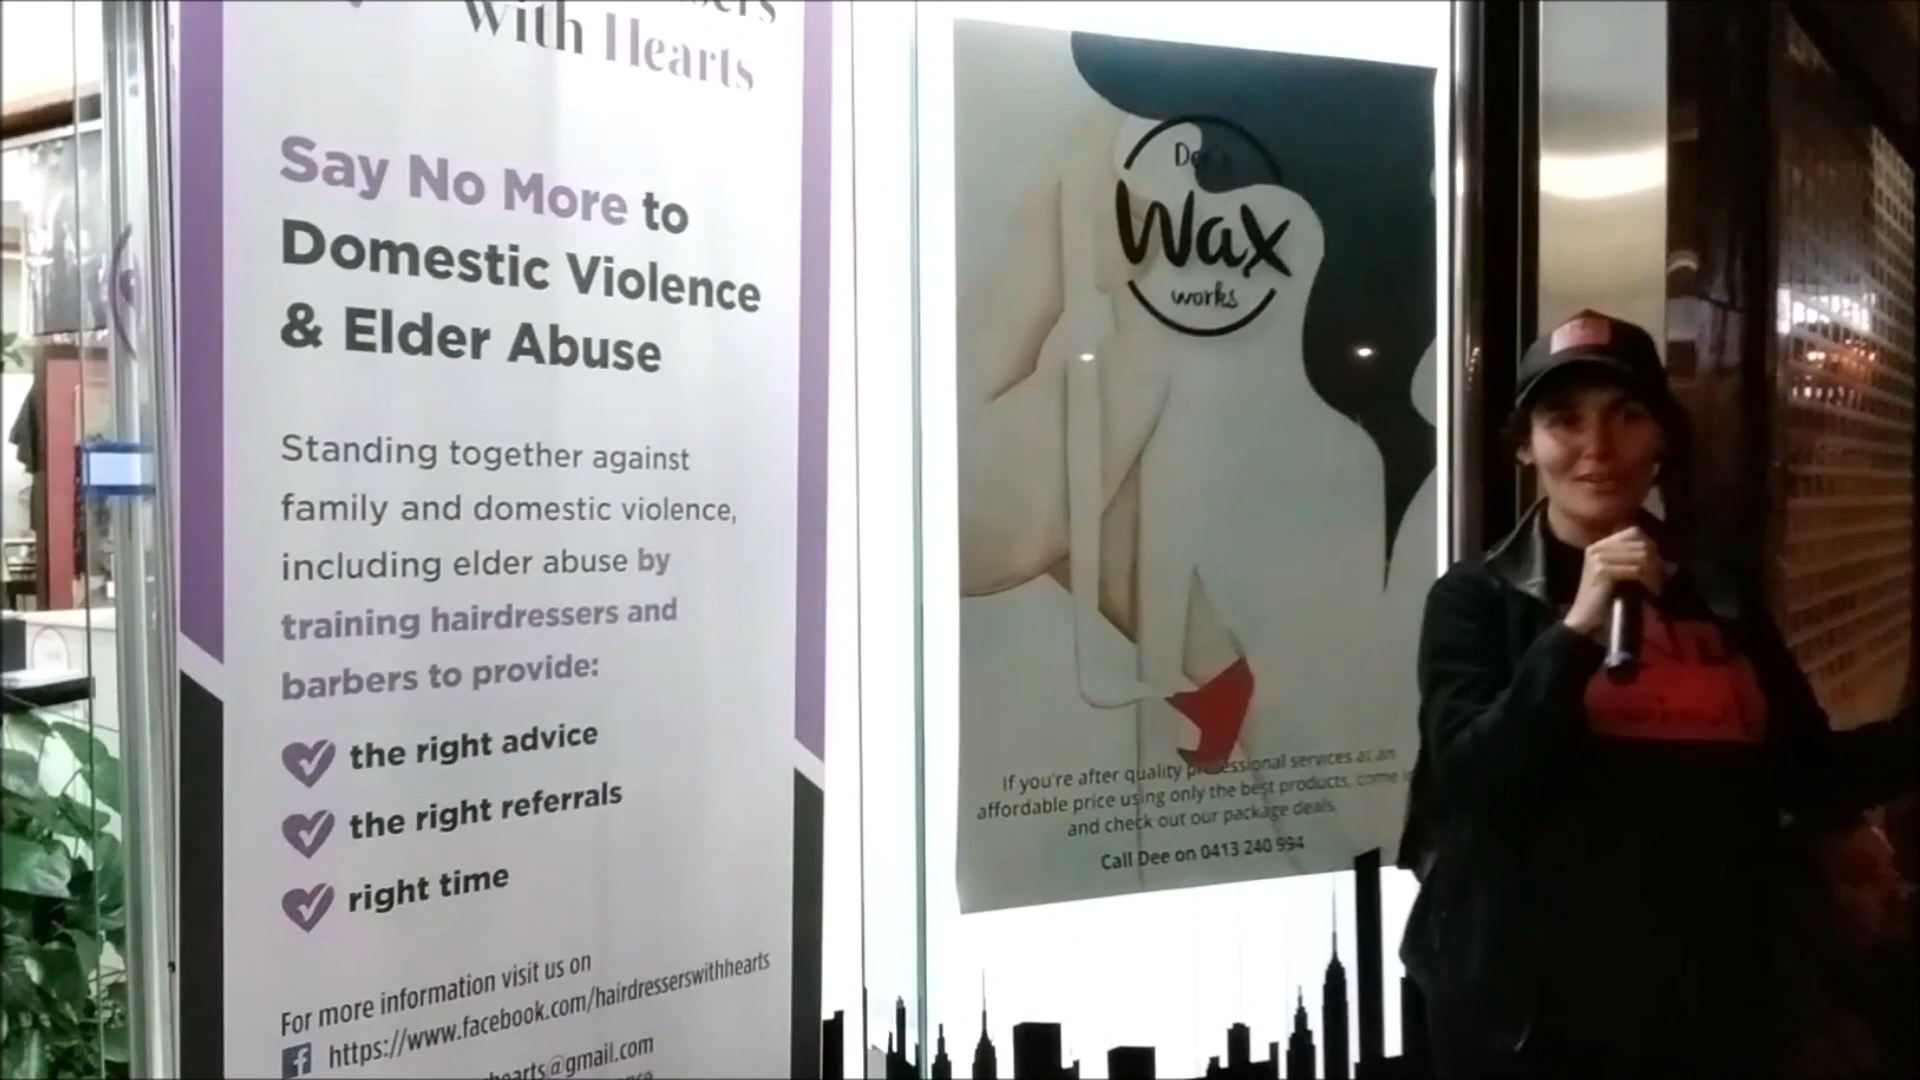 with Hearts
Say No More to
Domestic Violence
& Elder Abuse
Standing together against
family and domestic violence,
including elder abuse by
training hairdressers and
barbers to provide:
the right advice
the right referrals
right time
For more information visit us on
f https://www.facebook.com/hairdresserswithhearts
hearts@gmail.com
Dee's
Wax
works
If you're after quality professional services at an
affordable price using only the best products, come in
and check out our package deals.
Call Dee on 0413 240 994